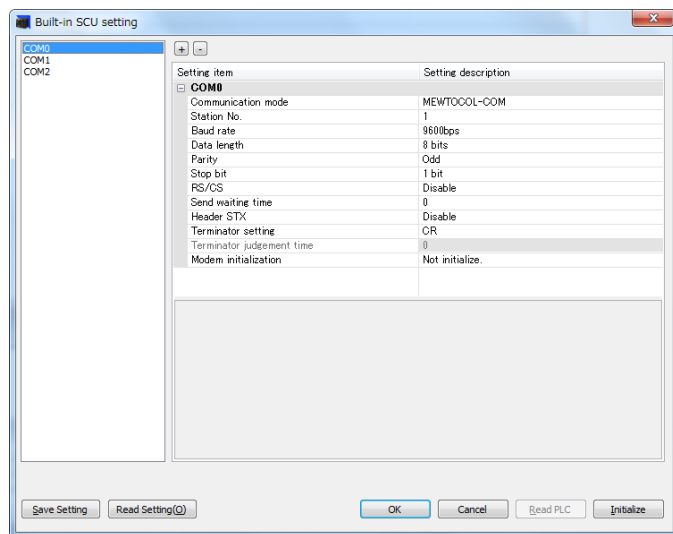 Built-in SCU setting
x
COM0
COM1
COM2
+ -
Setting item Setting description
COM0
Communication mode MEWTOCOL-COM
Station No. 1
Baud rate 9600bps
Data length 8 bits
Parity Odd
Stop bit 1 bit
RS/CS Disable
Send waiting time 0
Header STX Disable
Terminator setting CR
Terminator judgement time 0
Modem initialization Not initialize.
Save Setting Read Setting(O) OK Cancel Read PLC Initialize